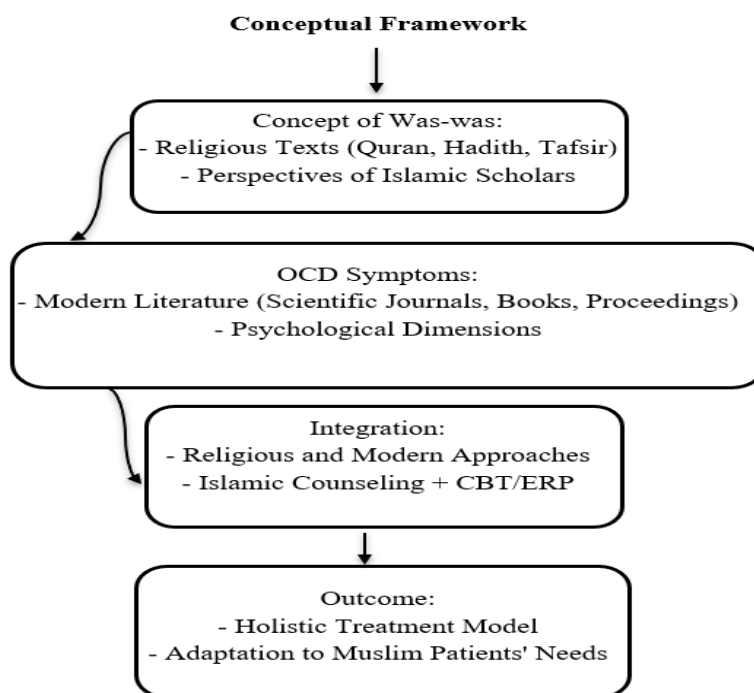 Conceptual Framework
Concept of Was-was:
- Religious Texts (Quran, Hadith, Tafsir)
- Perspectives of Islamic Scholars
OCD Symptoms:
- Modern Literature (Scientific Journals, Books, Proceedings)
- Psychological Dimensions
Integration:
- Religious and Modern Approaches
- Islamic Counseling + CBT/ERP
Outcome:
- Holistic Treatment Model
- Adaptation to Muslim Patients' Needs